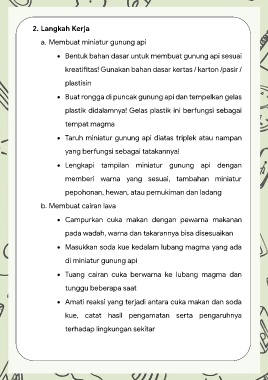 2. Langkah Kerja
a. Membuat miniatur gunung api
• Bentuk bahan dasar untuk membuat gunung api sesuai
kreatifitas! Gunakan bahan dasar kertas / karton /pasir /
plastisin
• Buat rongga di puncak gunung api dan tempelkan gelas
plastik didalamnya! Gelas plastik ini berfungsi sebagai
tempat magma
• Taruh miniatur gunung api diatas triplek atau nampan
yang berfungsi sebagai tatakannya!
• Lengkapi tampilan miniatur gunung api dengan
memberi warna yang sesuai, tambahan miniatur
pepohonan, hewan, atau pemukiman dan ladang
b. Membuat cairan lava
• Campurkan cuka makan dengan pewarna makanan
pada wadah, warna dan takarannya bisa disesuaikan
• Masukkan soda kue kedalam lubang magma yang ada
di miniatur gunung api
• Tuang cairan cuka berwarna ke lubang magma dan
tunggu beberapa saat
• Amati reaksi yang terjadi antara cuka makan dan soda
kue, catat hasil pengamatan serta pengaruhnya
terhadap lingkungan sekitar